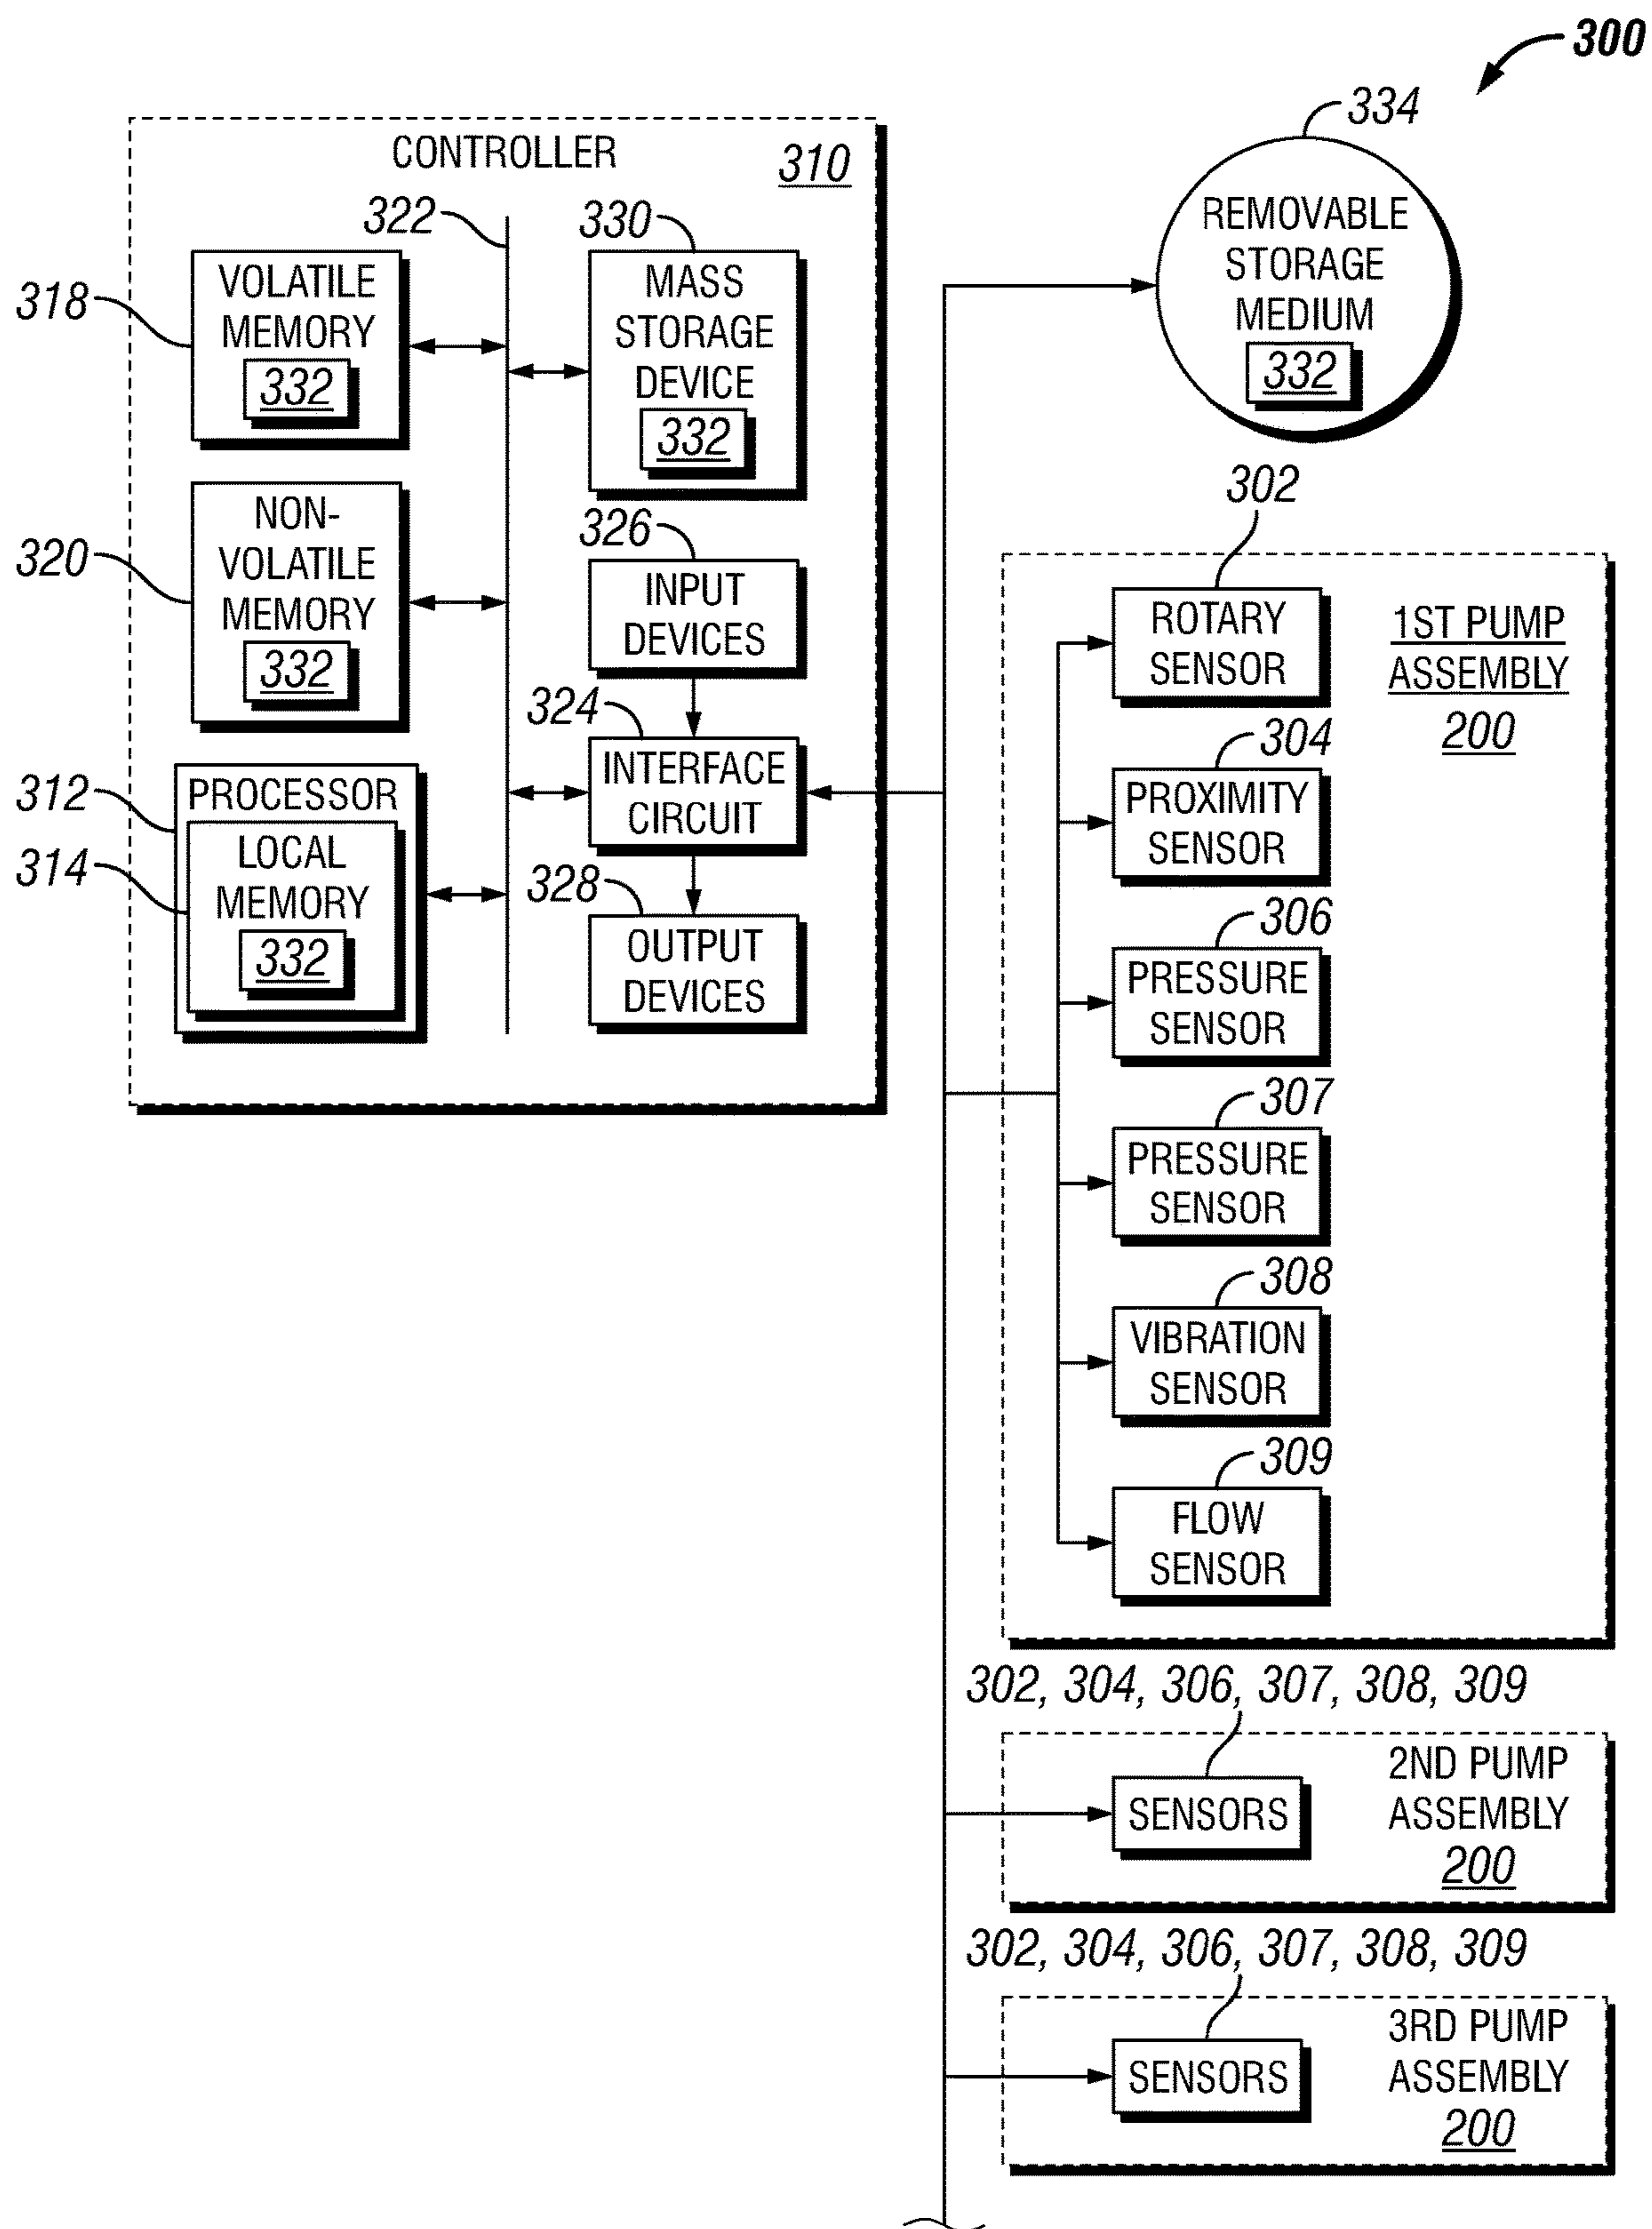 300
334
REMOVABLE
STORAGE
MEDIUM
332
CONTROLLER
310
322
330
318
VOLATILE
MEMORY
332
MASS
STORAGE
DEVICE
332
320
NON-
VOLATILE
MEMORY
332
326
INPUT
DEVICES
324
INTERFACE
CIRCUIT
312
PROCESSOR
314
LOCAL
MEMORY
332
328
OUTPUT
DEVICES
302
ROTARY
SENSOR
1ST PUMP
ASSEMBLY
200
304
PROXIMITY
SENSOR
306
PRESSURE
SENSOR
307
PRESSURE
SENSOR
308
VIBRATION
SENSOR
309
FLOW
SENSOR
302, 304, 306, 307, 308, 309
SENSORS
2ND PUMP
ASSEMBLY
200
302, 304, 306, 307, 308, 309
SENSORS
3RD PUMP
ASSEMBLY
200